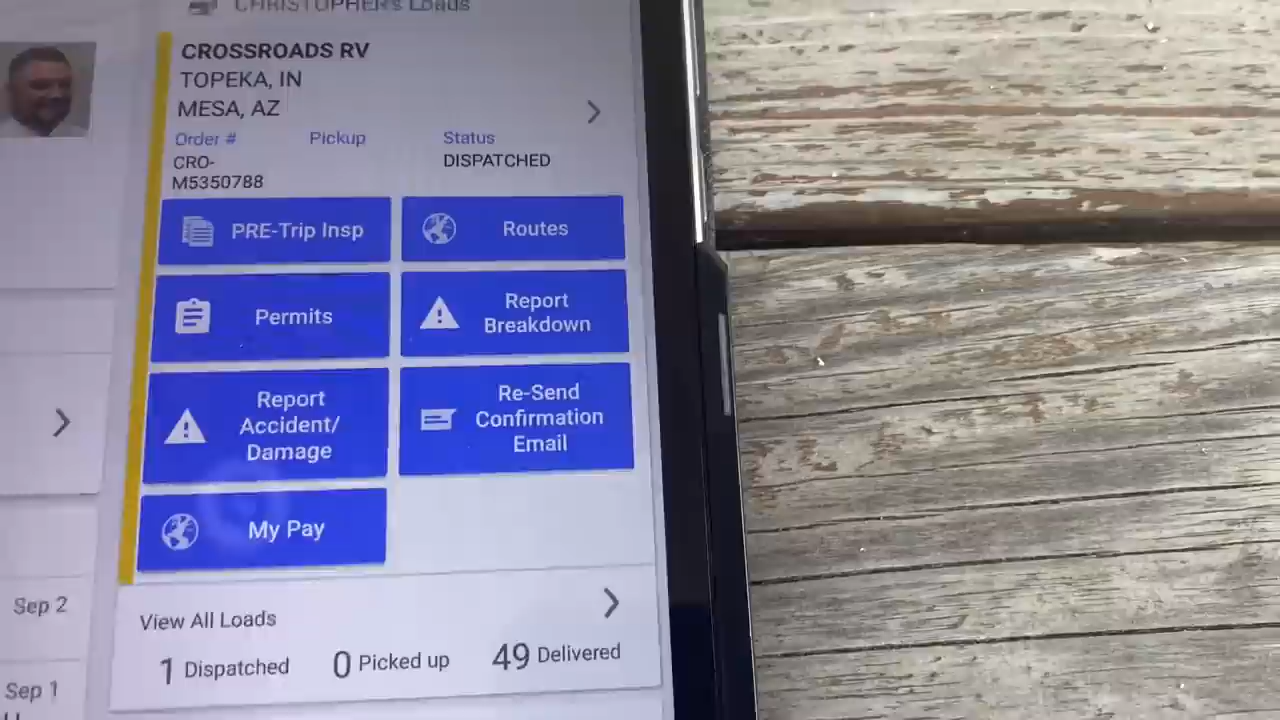 CHRISTOPHER's Loads
CROSSROADS RV
TOPEKA, IN
MESA, AZ
Order #
Pickup
Status
CRO-
M5350788
DISPATCHED
PRE-Trip Insp
Routes
Permits
Report
Breakdown
Report
Accident/
Damage
Re-Send
Confirmation
Email
My Pay
View All Loads
1 Dispatched
0 Picked up
49 Delivered
Sep 2
Sep 1